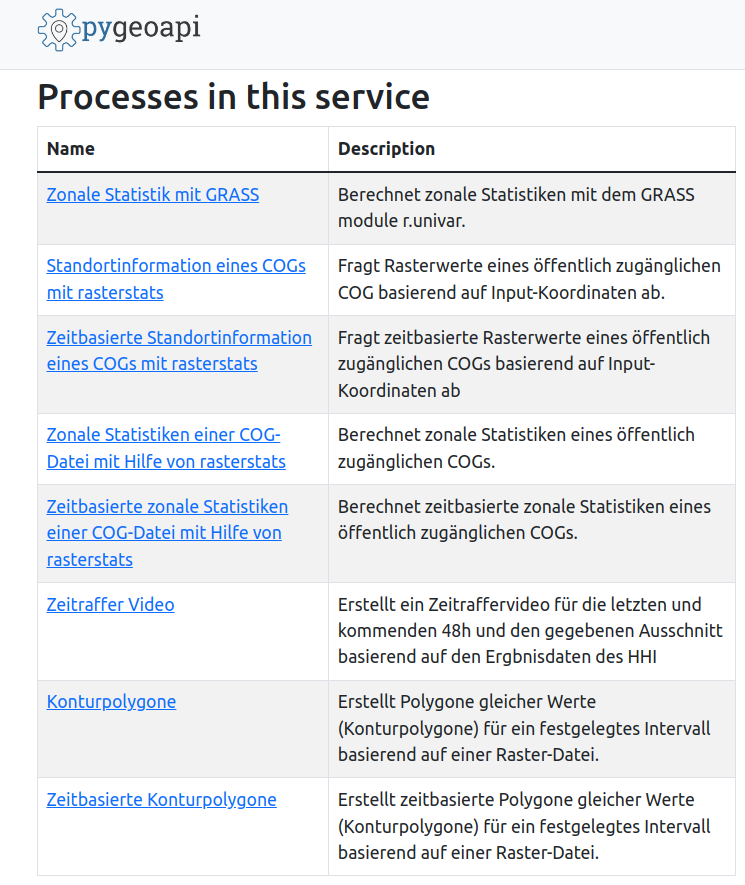 pygeoapi
Processes in this service
Name
Description
Zonale Statistik mit GRASS
Berechnet zonale Statistiken mit dem GRASS
module r.univar.
Standortinformation eines COGs
mit rasterstats
Fragt Rasterwerte eines öffentlich zugänglichen
COG basierend auf Input-Koordinaten ab.
Zeitbasierte Standortinformation
eines COGs mit rasterstats
Fragt zeitbasierte Rasterwerte eines öffentlich
zugänglichen COGs basierend auf Input-
Koordinaten ab
Zonale Statistiken einer COG-
Datei mit Hilfe von rasterstats
Berechnet zonale Statistiken eines öffentlich
zugänglichen COGs.
Zeitbasierte zonale Statistiken
einer COG-Datei mit Hilfe von
rasterstats
Berechnet zeitbasierte zonale Statistiken eines
öffentlich zugänglichen COGs.
Zeitraffer Video
Erstellt ein Zeitraffervideo für die letzten und
kommenden 48h und den gegebenen Ausschnitt
basierend auf den Ergbnisdaten des HHI
Konturpolygone
Erstellt Polygone gleicher Werte
(Konturpolygone) für ein festgelegtes Intervall
basierend auf einer Raster-Datei.
Zeitbasierte Konturpolygone
Erstellt zeitbasierte Polygone gleicher Werte
(Konturpolygone) für ein festgelegtes Intervall
basierend auf einer Raster-Datei.